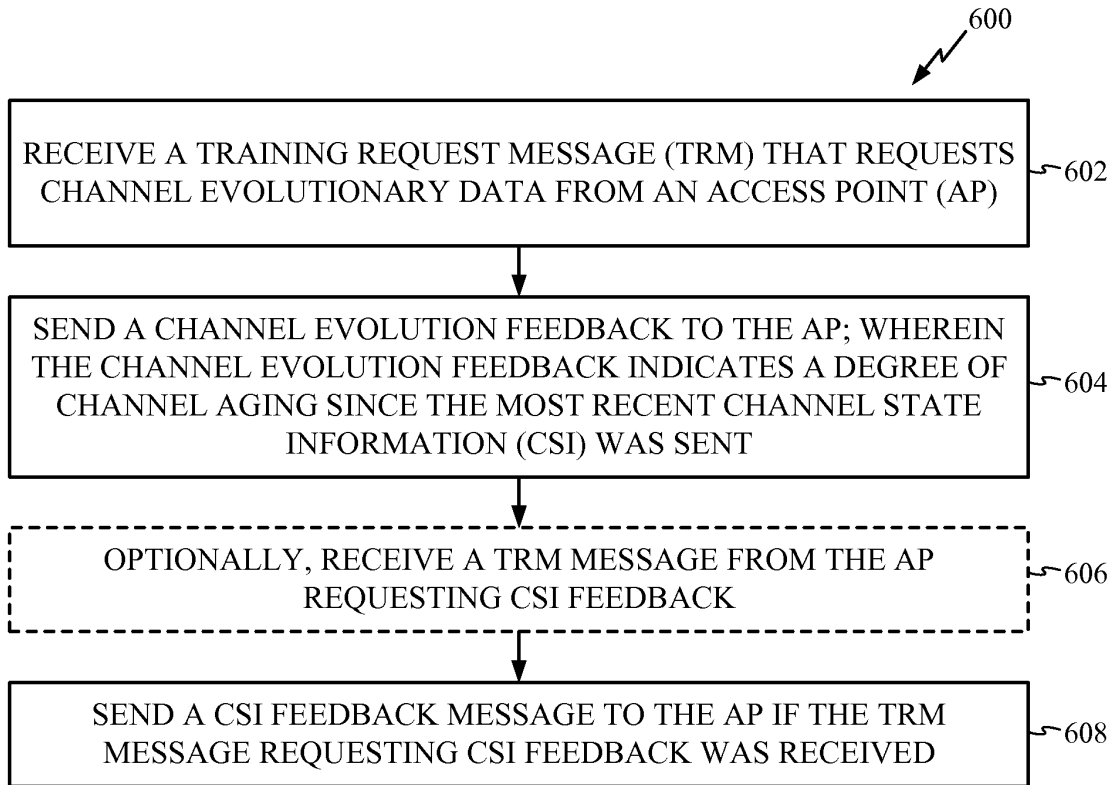 600
RECEIVE A TRAINING REQUEST MESSAGE (TRM) THAT REQUESTS
CHANNEL EVOLUTIONARY DATA FROM AN ACCESS POINT (AP)
602
SEND A CHANNEL EVOLUTION FEEDBACK TO THE AP; WHEREIN
THE CHANNEL EVOLUTION FEEDBACK INDICATES A DEGREE OF
CHANNEL AGING SINCE THE MOST RECENT CHANNEL STATE
INFORMATION (CSI) WAS SENT
604
OPTIONALLY, RECEIVE A TRM MESSAGE FROM THE AP
REQUESTING CSI FEEDBACK
606
SEND A CSI FEEDBACK MESSAGE TO THE AP IF THE TRM
MESSAGE REQUESTING CSI FEEDBACK WAS RECEIVED
608